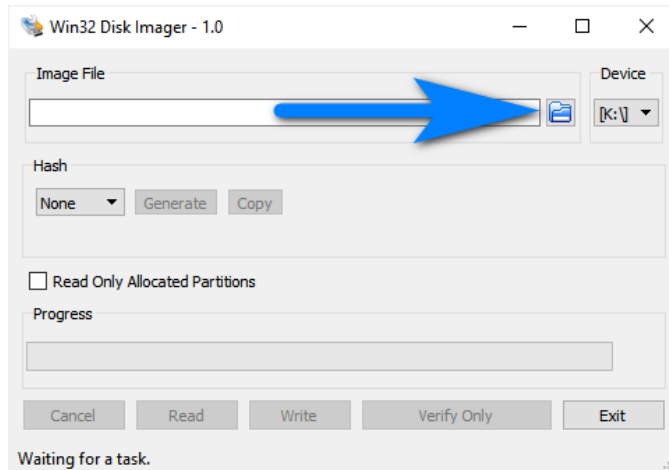 Win32 Disk Imager - 1.0
Image File Device
[K:\]
Hash
None Generate Copy
Read Only Allocated Partitions
Progress
Cancel Read Write Verify Only Exit
Waiting for a task.